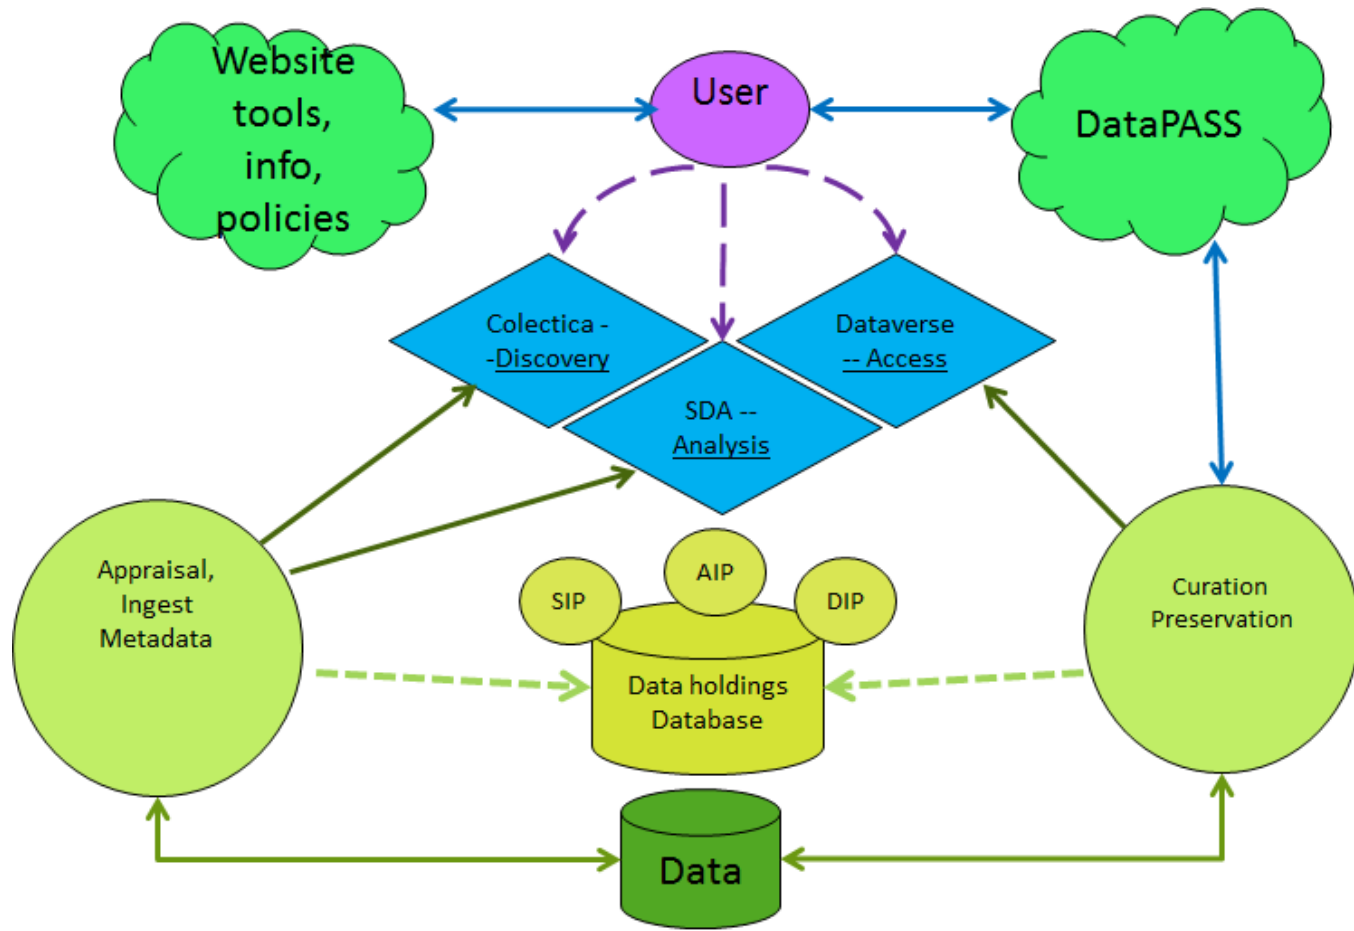 Website
tools,
info,
policies
User
DataPASS
Colectica -
-Discovery
Dataverse
-- Access
SDA --
Analysis
Appraisal,
Ingest
Metadata
SIP
AIP
DIP
Data holdings
Database
Curation
Preservation
Data